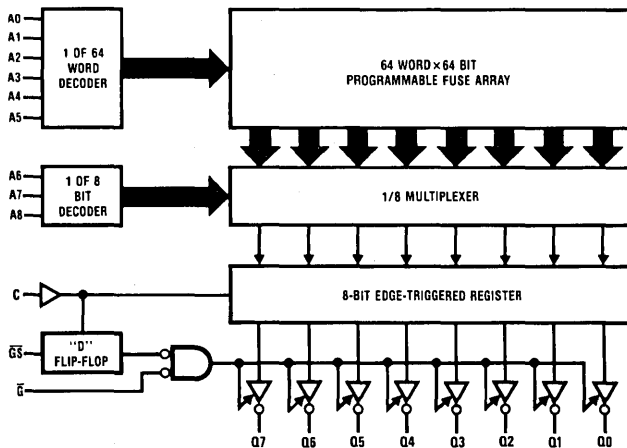 A0
A1
A2
A3
A4
A5
1 OF 64
WORD
DECODER
64 WORD × 64 BIT
PROGRAMMABLE FUSE ARRAY
A6
A7
A8
1 OF 8
BIT
DECODER
1/8 MULTIPLEXER
C
8-BIT EDGE-TRIGGERED REGISTER
GS
"D"
FLIP-FLOP
G
Q7 Q6 Q5 Q4 Q3 Q2 Q1 Q0